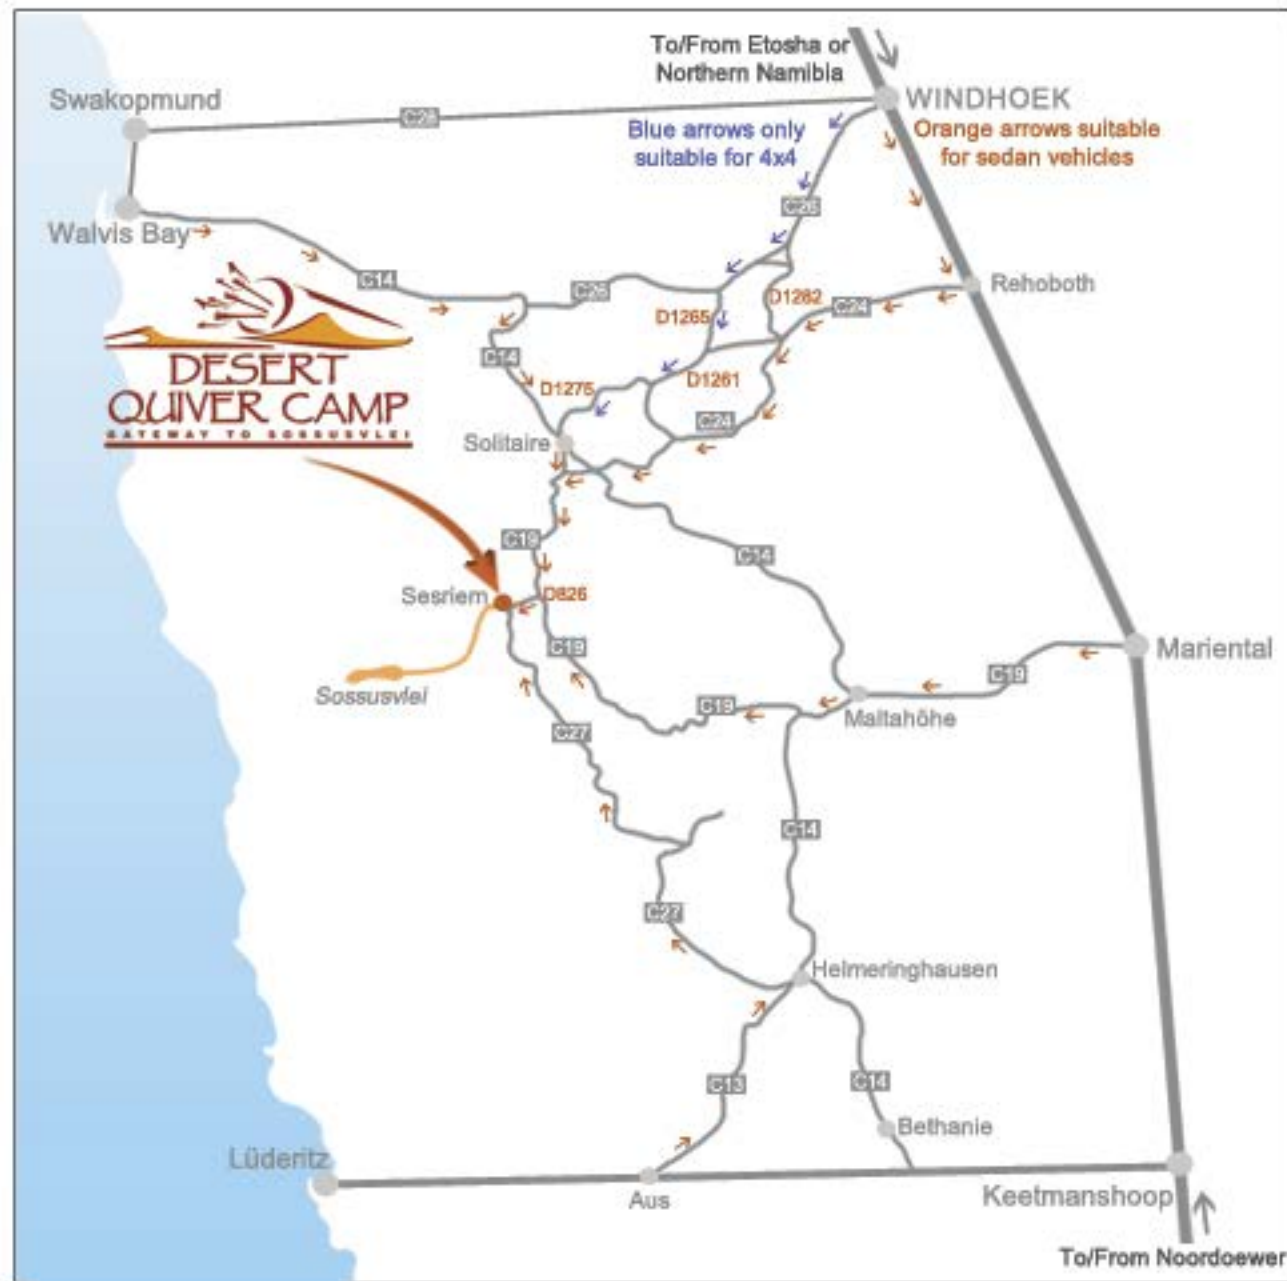 To/From Etosha or
Northern Namibia
Swakopmund
C28
WINDHOEK
Blue arrows only
suitable for 4x4
Orange arrows suitable
for sedan vehicles
C26
Walvis Bay
C14
C26
Rehoboth
D1265
D1262
C24
DESERT
QUIVER CAMP
GATEWAY TO SOSSUSVLEI
C14
D1275
D1261
C24
Solitaire
C19
C14
Sesriem
D826
C19
Mariental
C19
Sossusvlei
C19
Maltahöhe
C27
C14
C27
Helmeringhausen
C13
C14
Bethanie
Lüderitz
Aus
Keetmanshoop
To/From Noordoewer